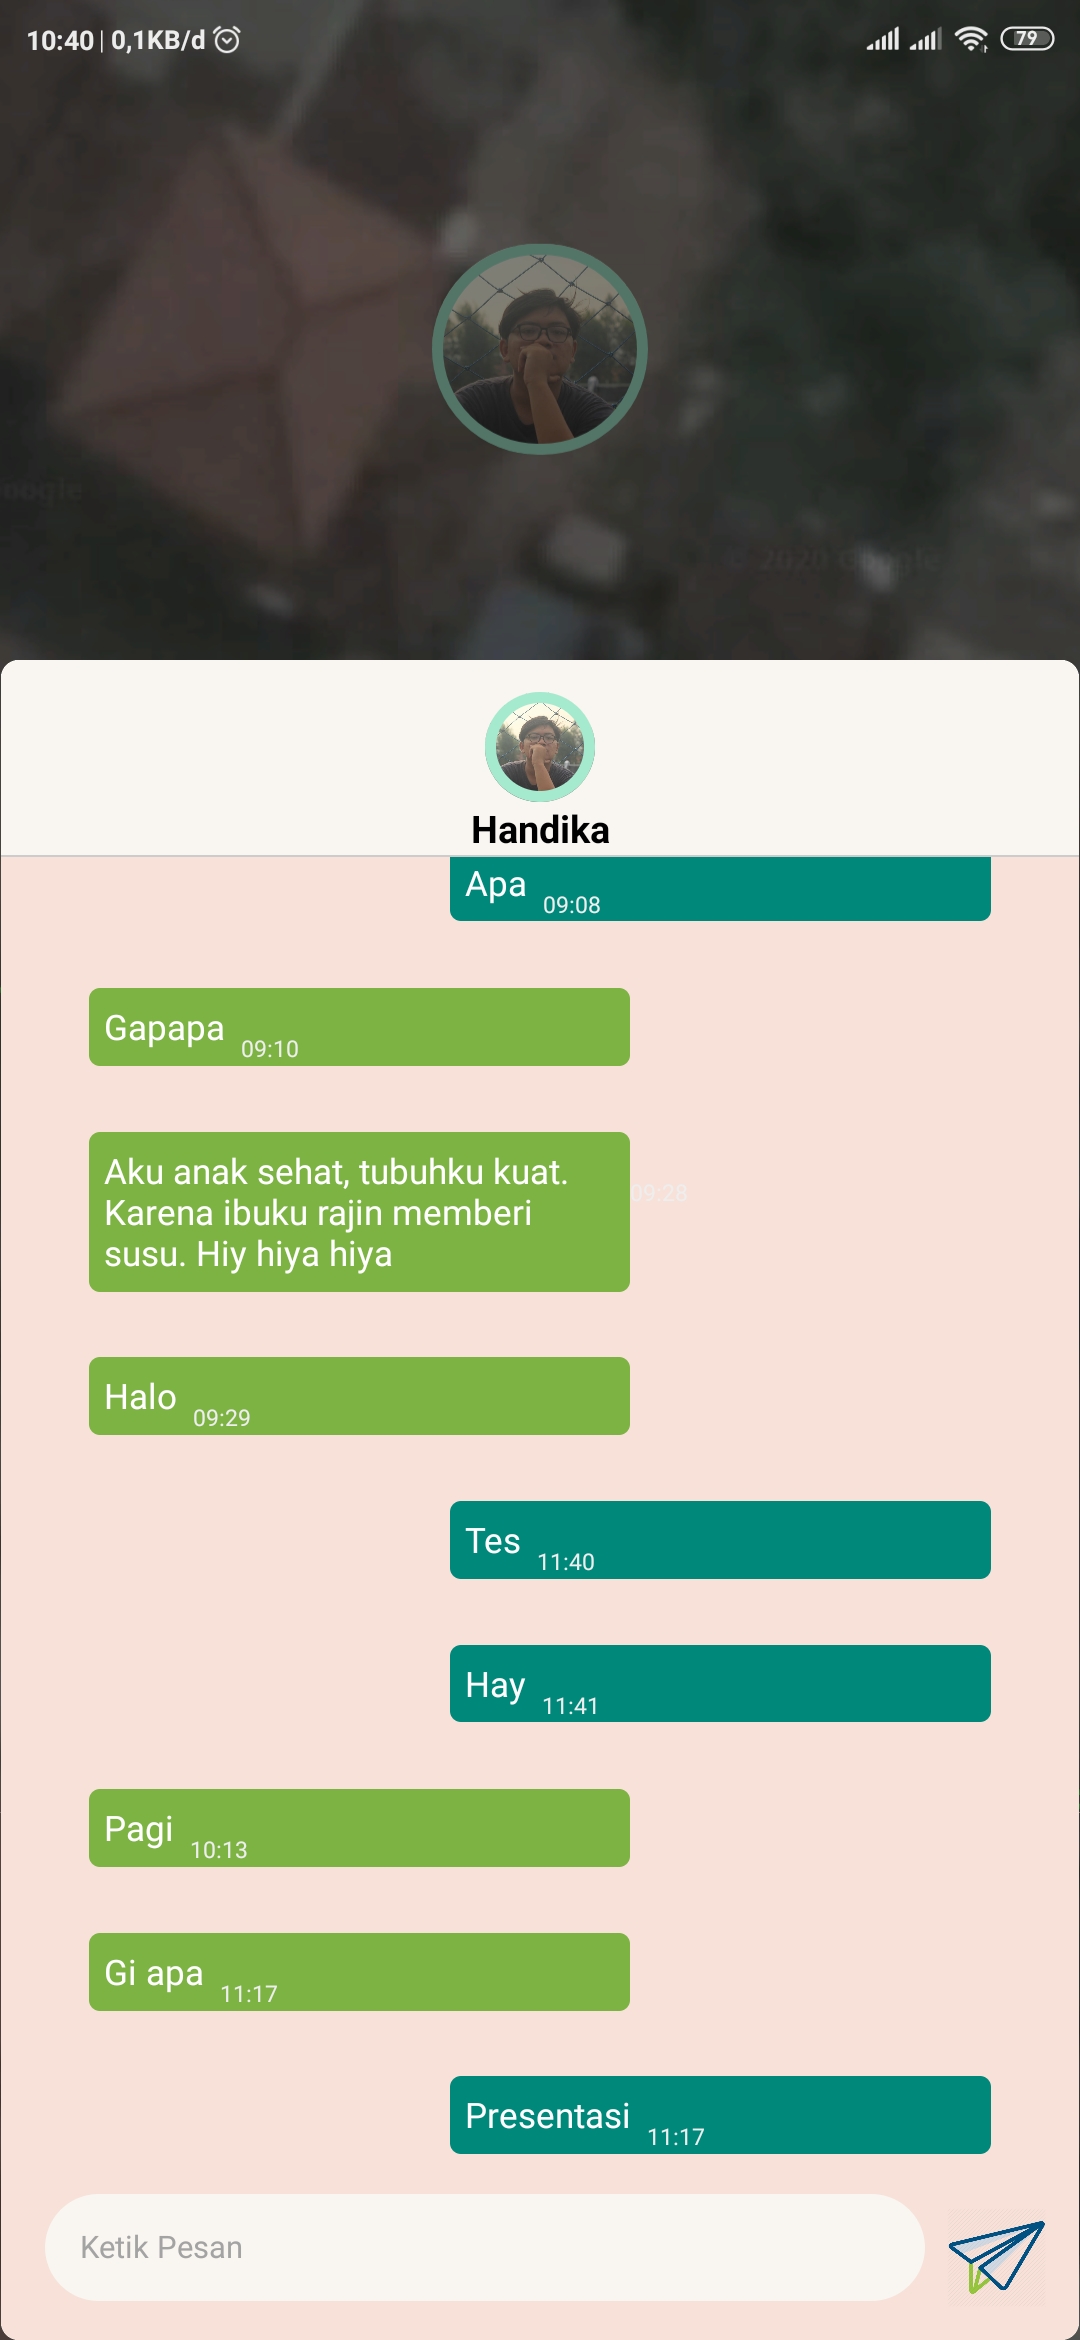 10:40 | 0,1KB/d
79
oogle
© 2020 Google
Handika
Apa 09:08
Gapapa 09:10
Aku anak sehat, tubuhku kuat.
Karena ibuku rajin memberi
susu. Hiy hiya hiya
09:28
Halo 09:29
Tes 11:40
Hay 11:41
Pagi 10:13
Gi apa 11:17
Presentasi 11:17
Ketik Pesan